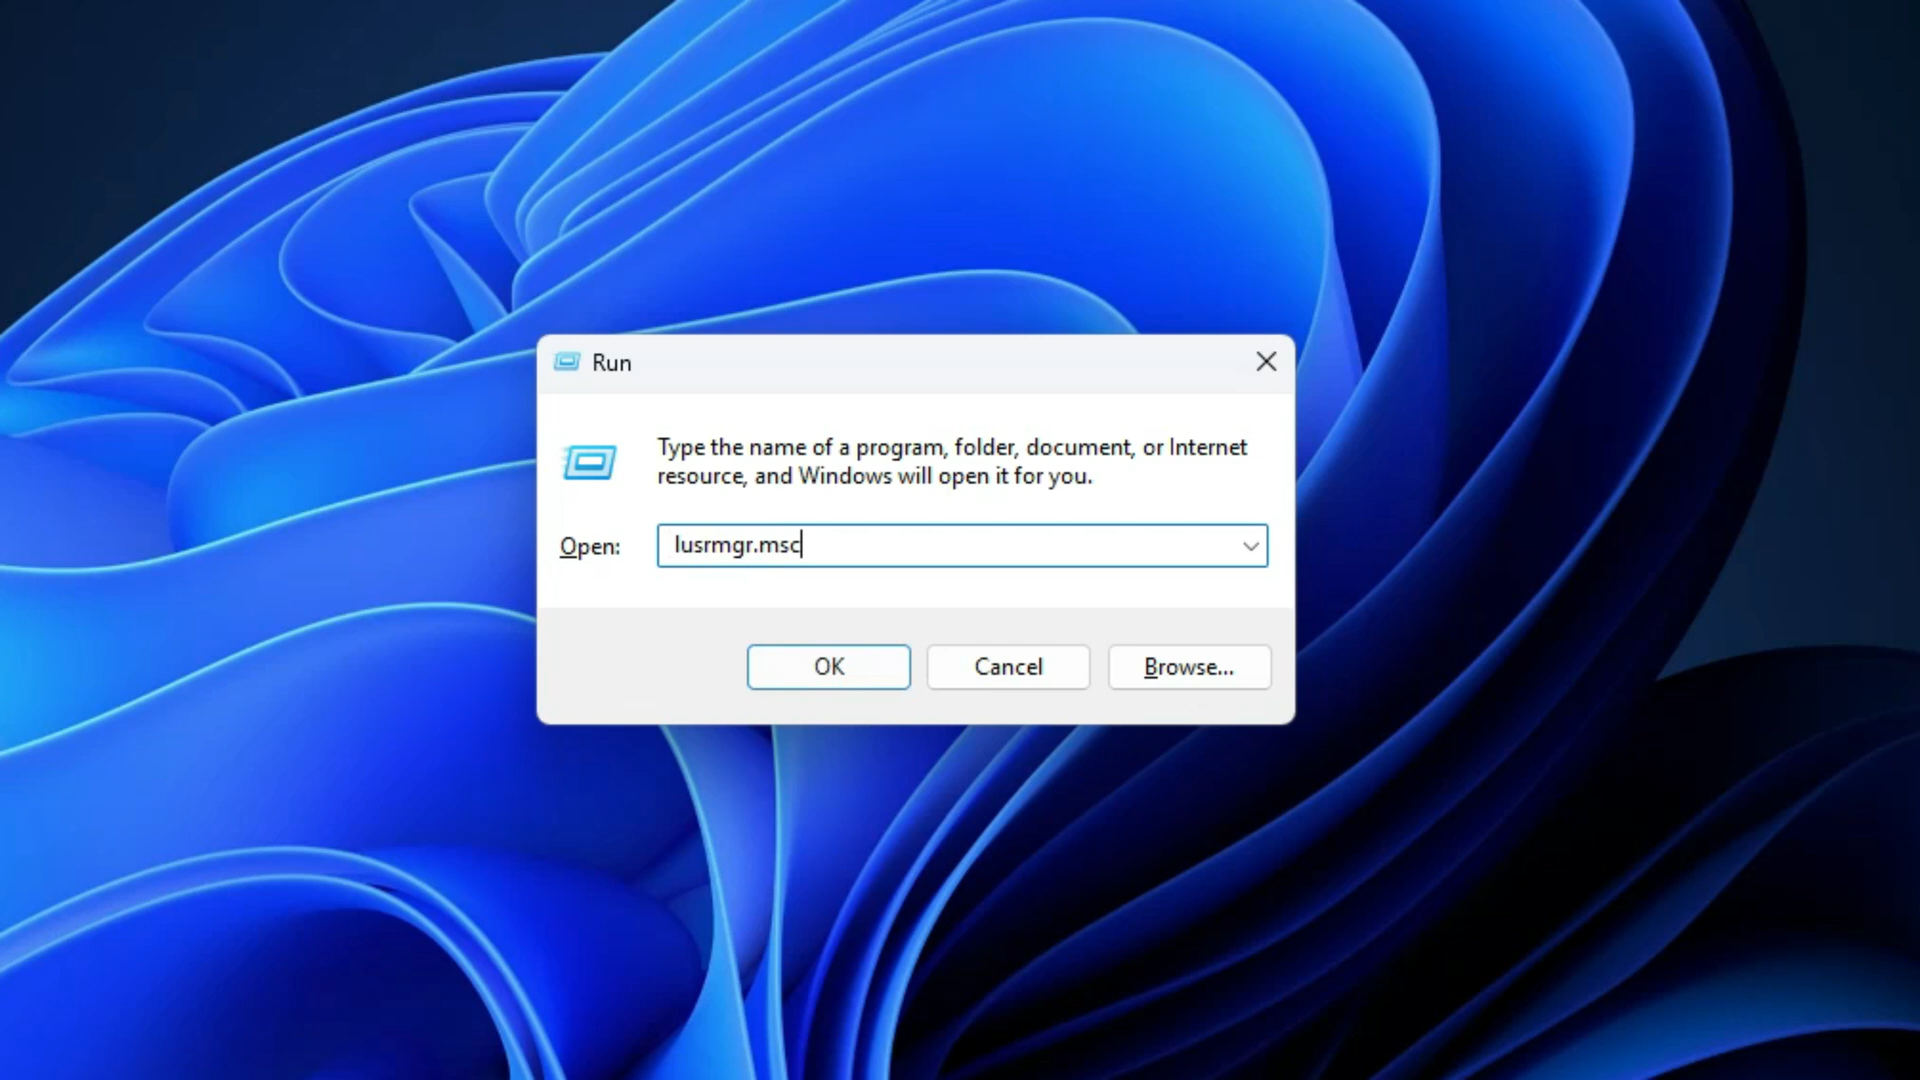 Run
Type the name of a program, folder, document, or Internet
resource, and Windows will open it for you.
Open:
lusrmgr.msc
OK
Cancel
Browse...